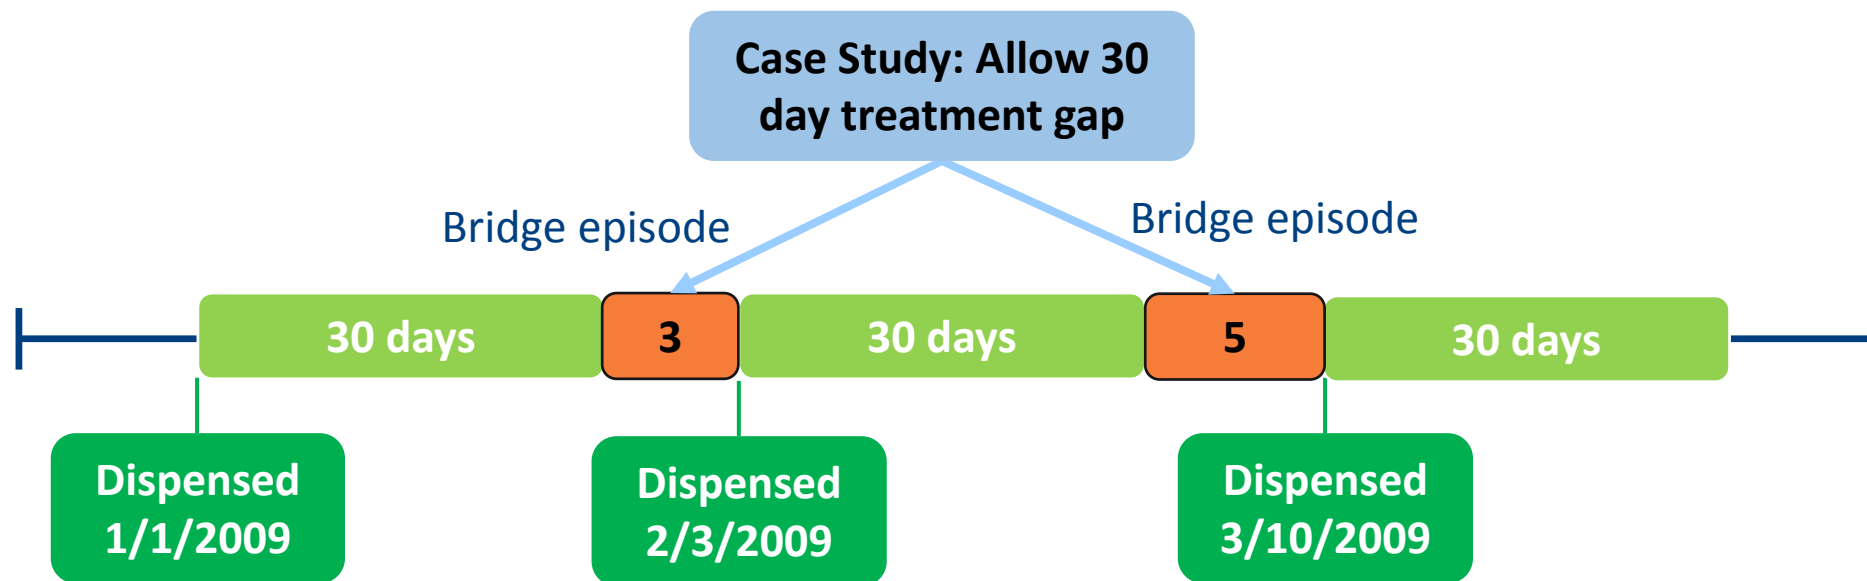 Case Study: Allow 30
day treatment gap
Bridge episode
Bridge episode
30 days
3
30 days
5
30 days
Dispensed
1/1/2009
Dispensed
2/3/2009
Dispensed
3/10/2009